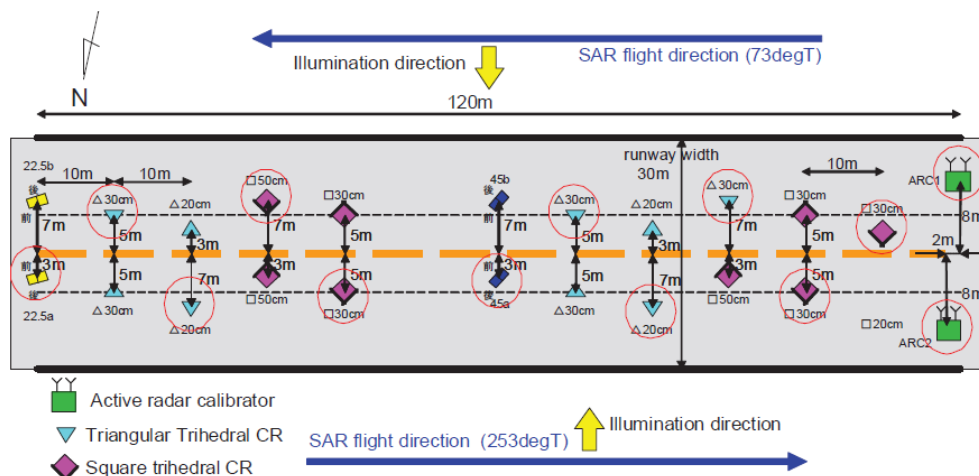 SAR flight direction (73degT)
Illumination direction
N
120m
22.5b
後
前
7m
3m
前
後
22.5a
10m
10m
△30cm
5m
5m
△30cm
△20cm
3m
7m
△20cm
□50cm
7m
3m
□50cm
□30cm
5m
5m
□30cm
45b
後
7m
前
3m
後
45a
△30cm
5m
5m
△30cm
△20cm
3m
7m
△20cm
runway width
30m
△30cm
7m
3m
□50cm
10m
□30cm
5m
5m
□30cm
□30cm
□20cm
ARC1
8m
2m
8m
ARC2
Active radar calibrator
Triangular Trihedral CR
Square trihedral CR
SAR flight direction (253degT)
Illumination direction